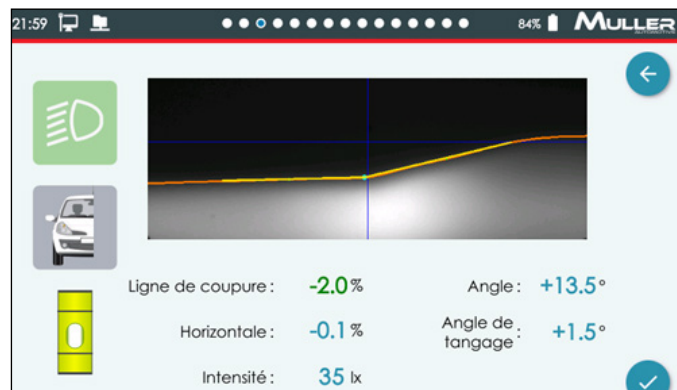 21:59 84% MULLER
AUTOMOTIVE
Ligne de coupure : -2.0% Angle : +13.5°
Horizontale : -0.1% Angle de tangage : +1.5°
Intensité : 35 lx